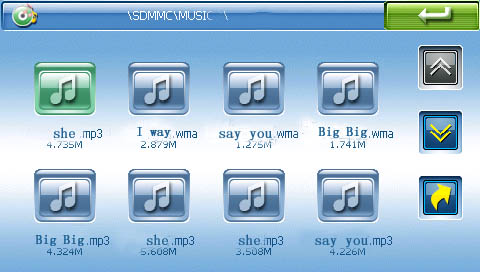 \SDMMC\MUSIC \
she .mp3
4.735M
I way.wma
2.879M
say you.wma
1.275M
Big Big.wma
1.741M
Big Big.mp3
4.324M
she.mp3
5.608M
she.mp3
3.508M
say you.mp3
4.226M